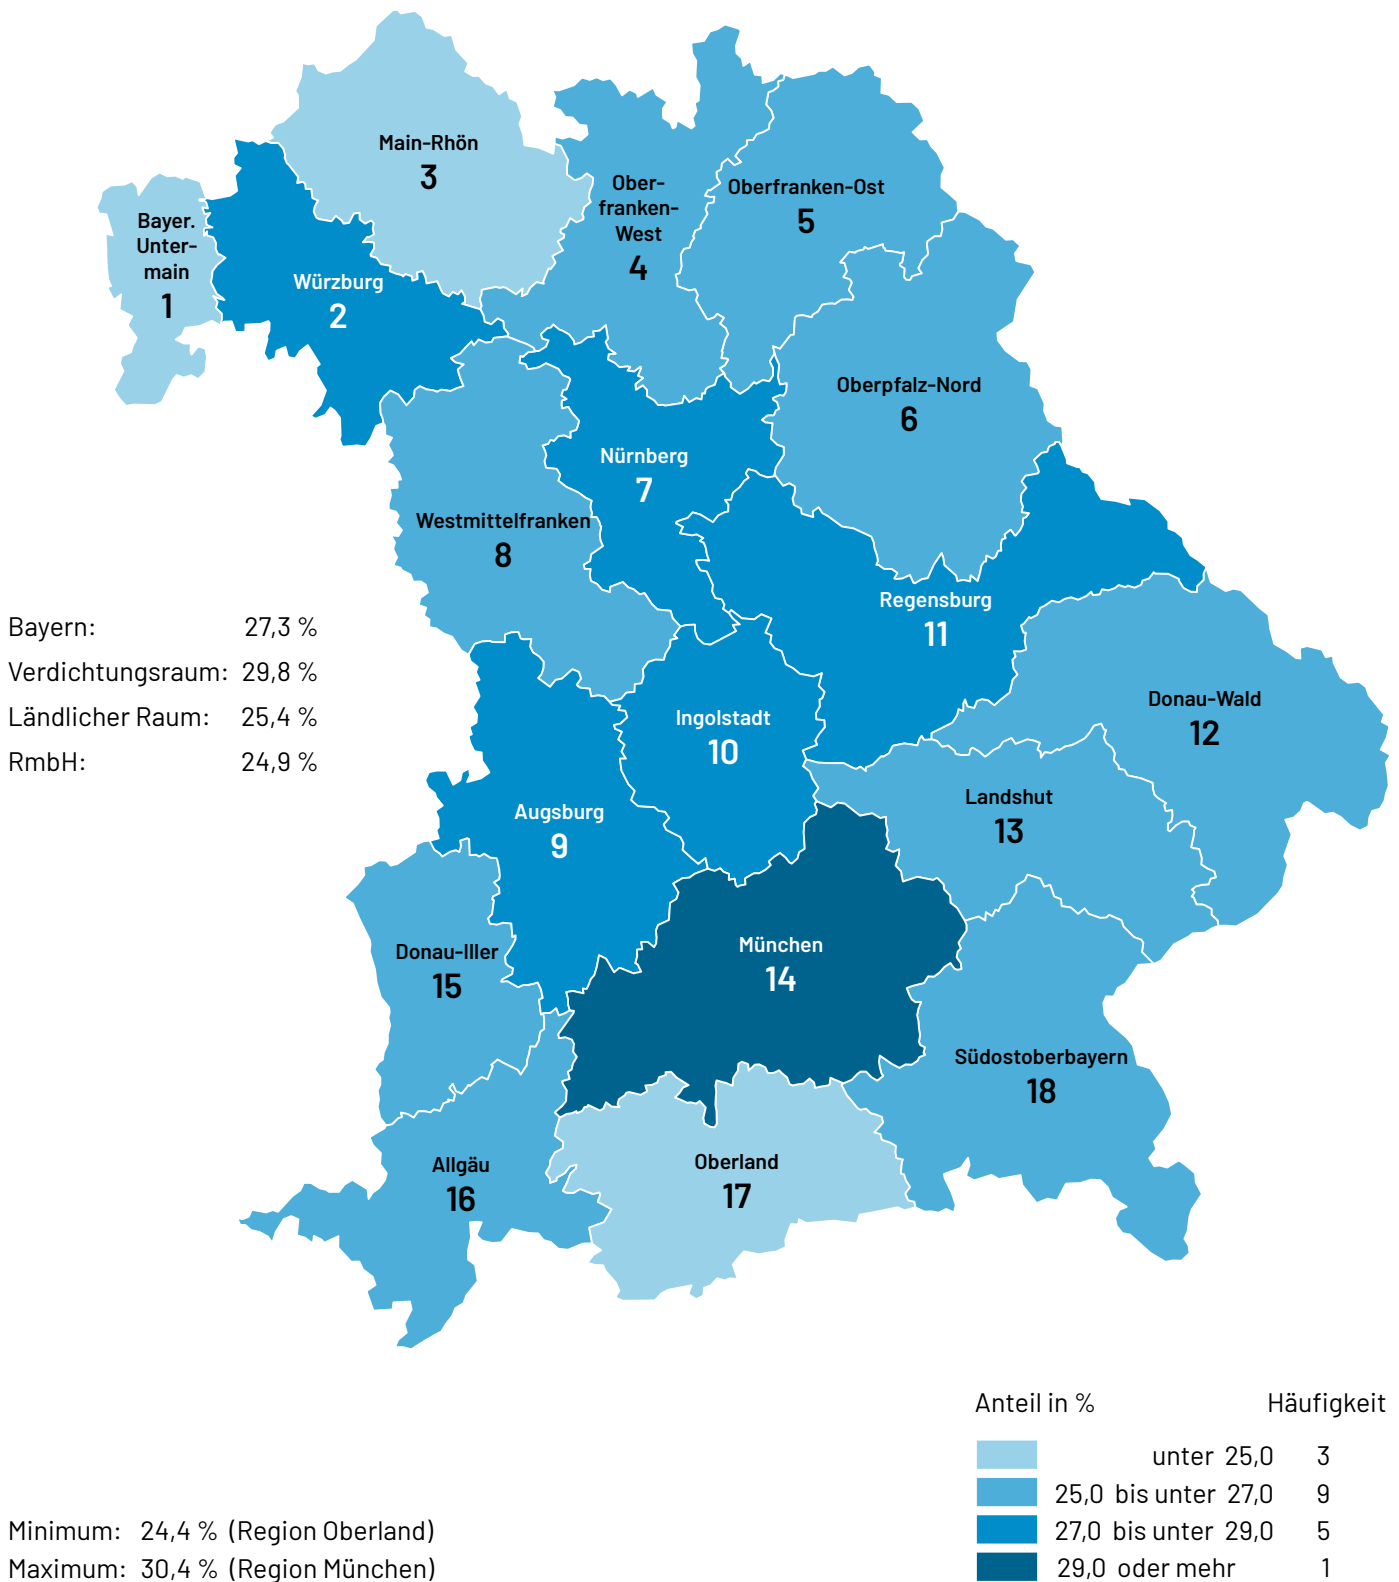 Main-Rhön
3
Bayer.
Unter-
main
1
Würzburg
2
Ober-
franken-
West
4
Oberfranken-Ost
5
Oberpfalz-Nord
6
Nürnberg
7
Westmittelfranken
8
Regensburg
11
Bayern: 27,3 %
Verdichtungsraum: 29,8 %
Ländlicher Raum: 25,4 %
RmbH: 24,9 %
Ingolstadt
10
Donau-Wald
12
Augsburg
9
Landshut
13
München
14
Donau-Iller
15
Südostoberbayern
18
Allgäu
16
Oberland
17
Anteil in % Häufigkeit
unter 25,0 3
25,0 bis unter 27,0 9
27,0 bis unter 29,0 5
29,0 oder mehr 1
Minimum: 24,4 % (Region Oberland)
Maximum: 30,4 % (Region München)